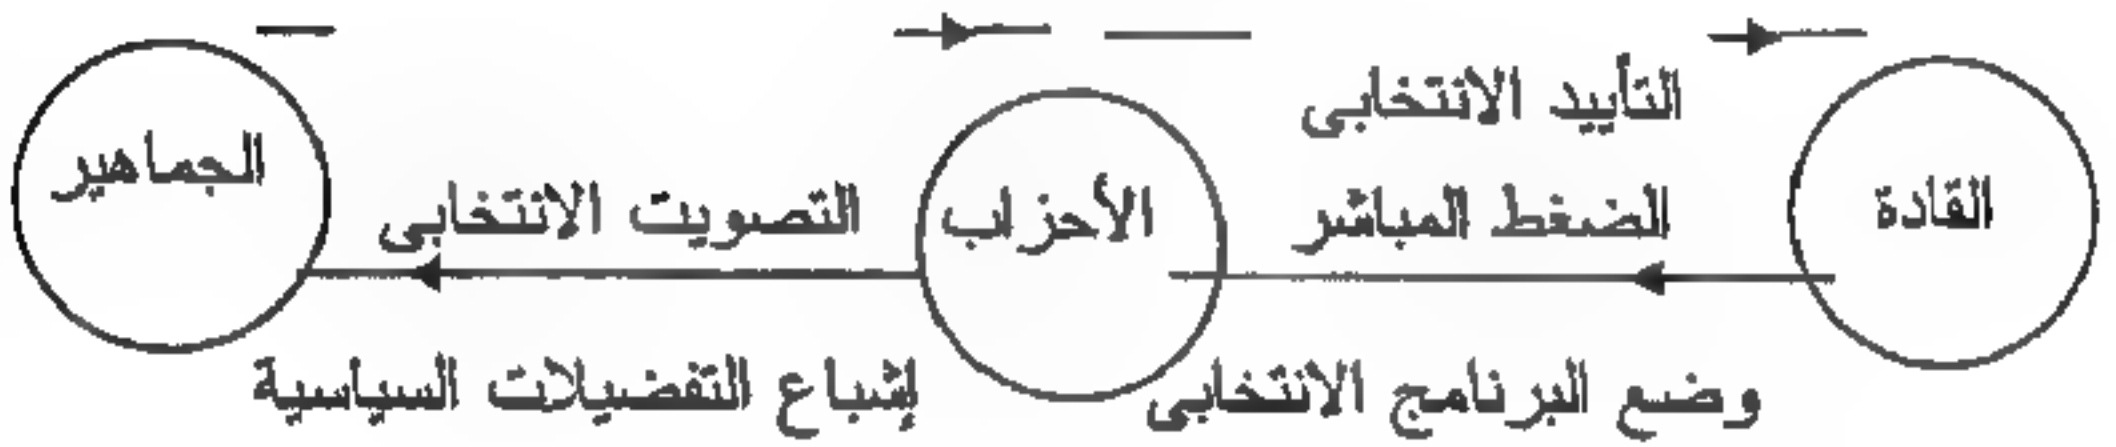 القادة
التأييد الانتخابى
الضغط المباشر
وضع البرنامج الانتخابى
الأحزاب
التصويت الانتخابى
إشباع التفضيلات السياسية
الجماهير